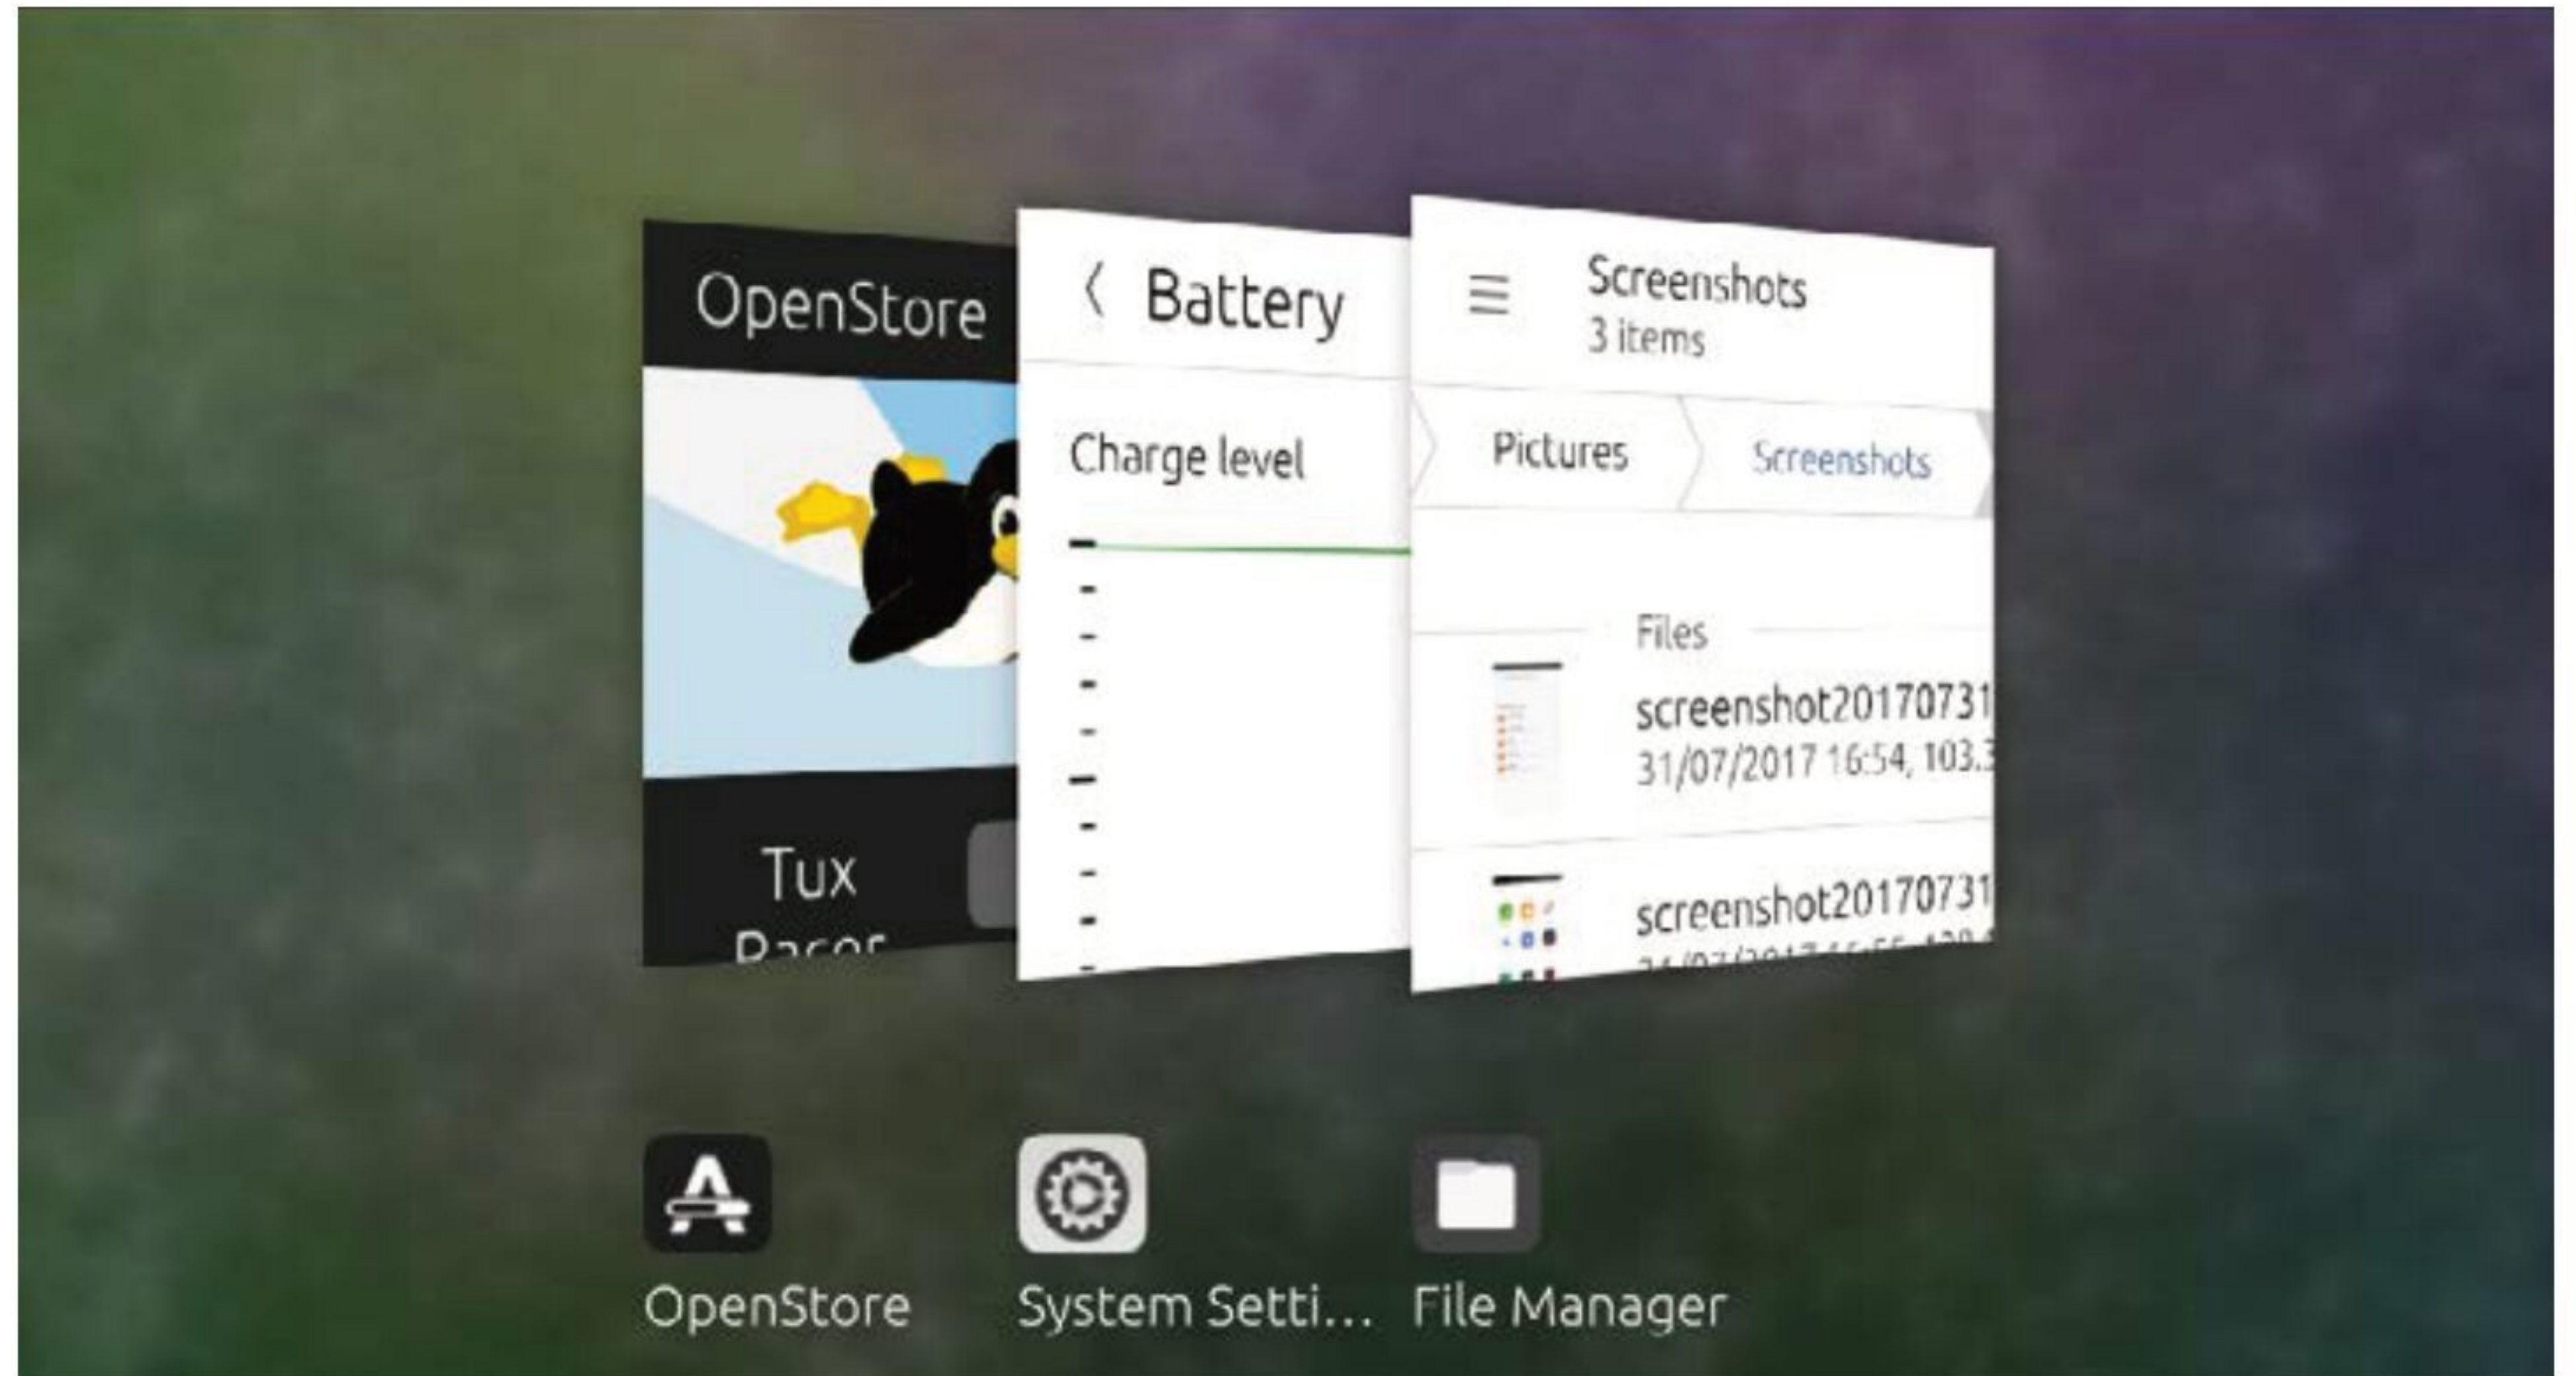 OpenStore
Tux
Racer
Battery
Charge level
Screenshots
3 items
Pictures
Screenshots
Files
screenshot20170731
31/07/2017 16:54, 103.3
screenshot20170731
OpenStore
System Setti...
File Manager